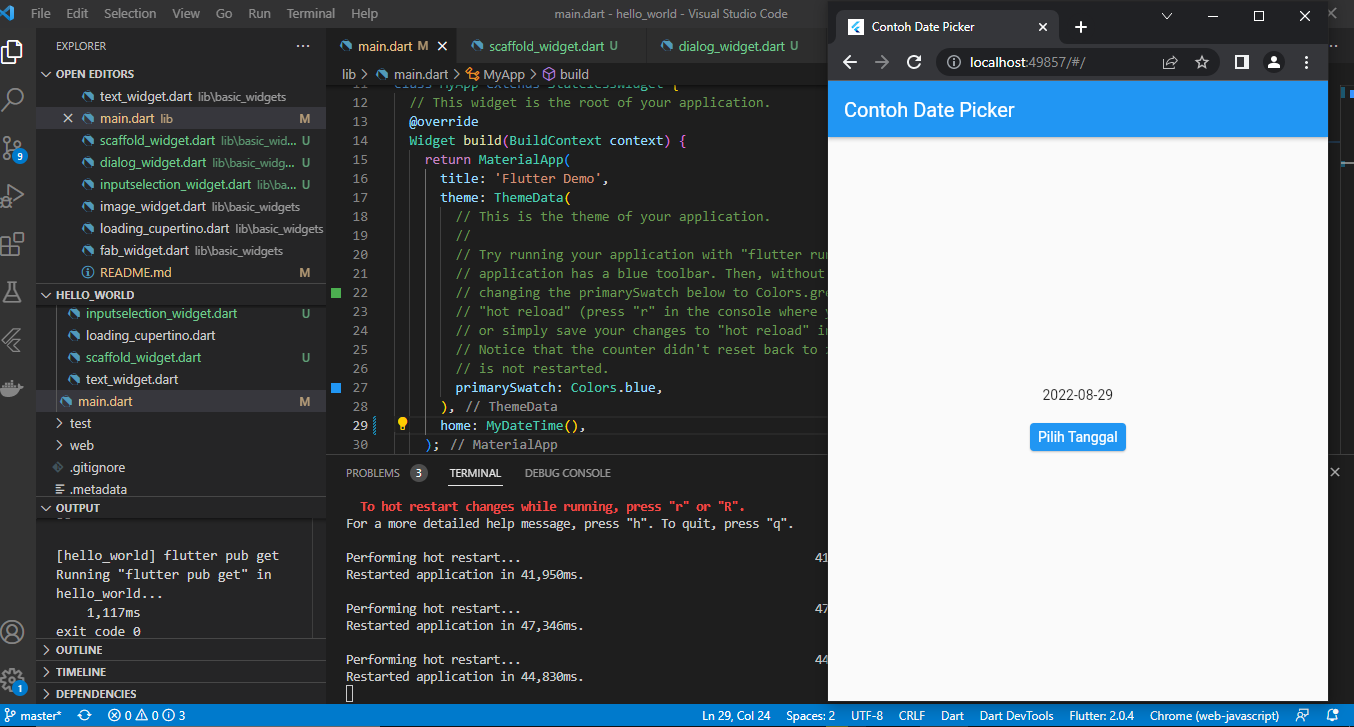 File Edit Selection View Go Run Terminal Help
main.dart - hello_world - Visual Studio Code
EXPLORER
OPEN EDITORS
text_widget.dart lib\basic_widgets
main.dart lib M
scaffold_widget.dart lib\basic_wid... U
dialog_widget.dart lib\basic_widg... U
inputselection_widget.dart lib\ba... U
image_widget.dart lib\basic_widgets
loading_cupertino.dart lib\basic_widgets
fab_widget.dart lib\basic_widgets
README.md M
HELLO_WORLD
inputselection_widget.dart U
loading_cupertino.dart
scaffold_widget.dart U
text_widget.dart
main.dart M
test
web
.gitignore
.metadata
OUTPUT
[hello_world] flutter pub get
Running "flutter pub get" in
hello_world...
1,117ms
exit code 0
OUTLINE
TIMELINE
DEPENDENCIES
9
1
main.dart M
scaffold_widget.dart U
dialog_widget.dart U
lib > main.dart > MyApp > build
11 class MyApp extends StatelessWidget {
12 // This widget is the root of your application.
13 @override
14 Widget build(BuildContext context) {
15 return MaterialApp(
16 title: 'Flutter Demo',
17 theme: ThemeData(
18 // This is the theme of your application.
19 //
20 // Try running your application with "flutter run
21 // application has a blue toolbar. Then, without
22 // changing the primarySwatch below to Colors.gre
23 // "hot reload" (press "r" in the console where y
24 // or simply save your changes to "hot reload" in
25 // Notice that the counter didn't reset back to z
26 // is not restarted.
27 primarySwatch: Colors.blue,
28 ), // ThemeData
29 home: MyDateTime(),
30 ); // MaterialApp
PROBLEMS 3 TERMINAL DEBUG CONSOLE
To hot restart changes while running, press "r" or "R".
For a more detailed help message, press "h". To quit, press "q".
Performing hot restart... 41
Restarted application in 41,950ms.
Performing hot restart... 47
Restarted application in 47,346ms.
Performing hot restart... 44
Restarted application in 44,830ms.
Contoh Date Picker
localhost:49857/#/
Contoh Date Picker
2022-08-29
Pilih Tanggal
master* 0 0 3
Ln 29, Col 24 Spaces: 2 UTF-8 CRLF Dart Dart DevTools Flutter: 2.0.4 Chrome (web-javascript)